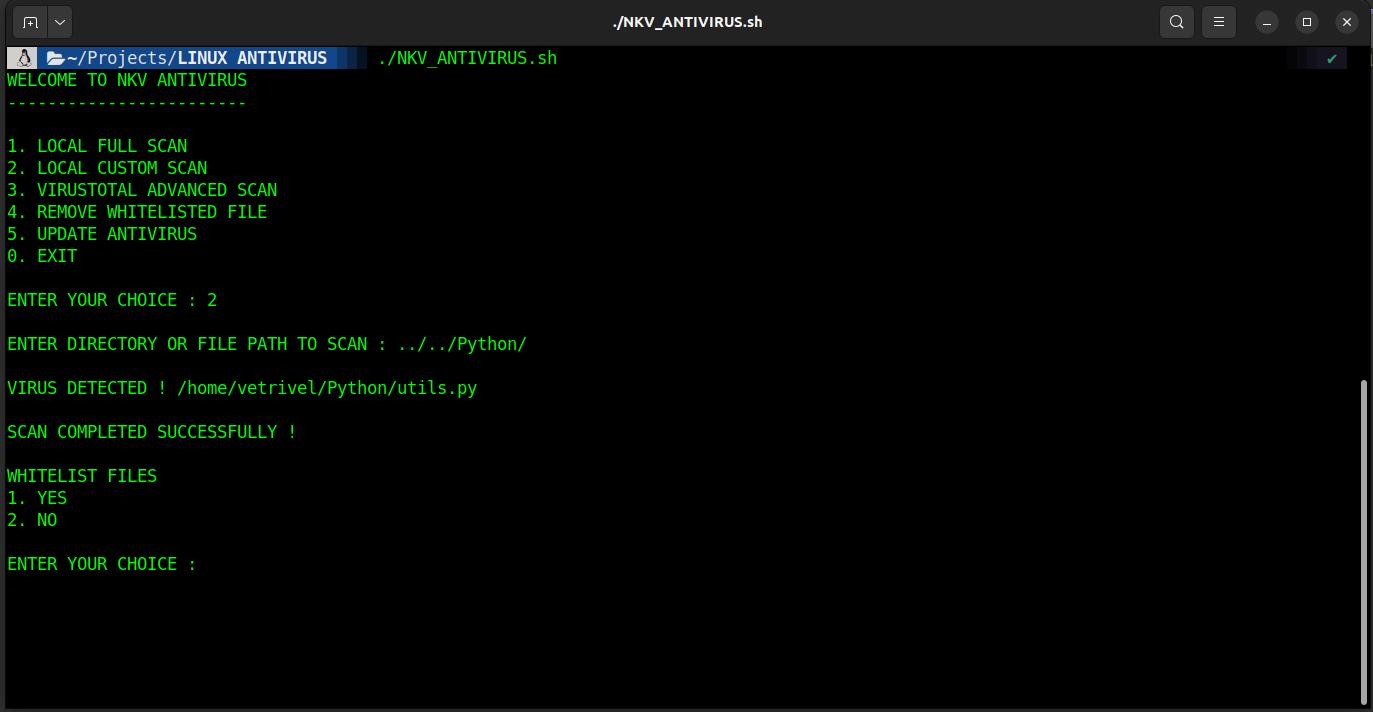 ./NKV_ANTIVIRUS.sh
~/Projects/LINUX ANTIVIRUS ./NKV_ANTIVIRUS.sh ✔
WELCOME TO NKV ANTIVIRUS
------------------------
1. LOCAL FULL SCAN
2. LOCAL CUSTOM SCAN
3. VIRUSTOTAL ADVANCED SCAN
4. REMOVE WHITELISTED FILE
5. UPDATE ANTIVIRUS
0. EXIT
ENTER YOUR CHOICE : 2
ENTER DIRECTORY OR FILE PATH TO SCAN : ../../Python/
VIRUS DETECTED ! /home/vetrivel/Python/utils.py
SCAN COMPLETED SUCCESSFULLY !
WHITELIST FILES
1. YES
2. NO
ENTER YOUR CHOICE :